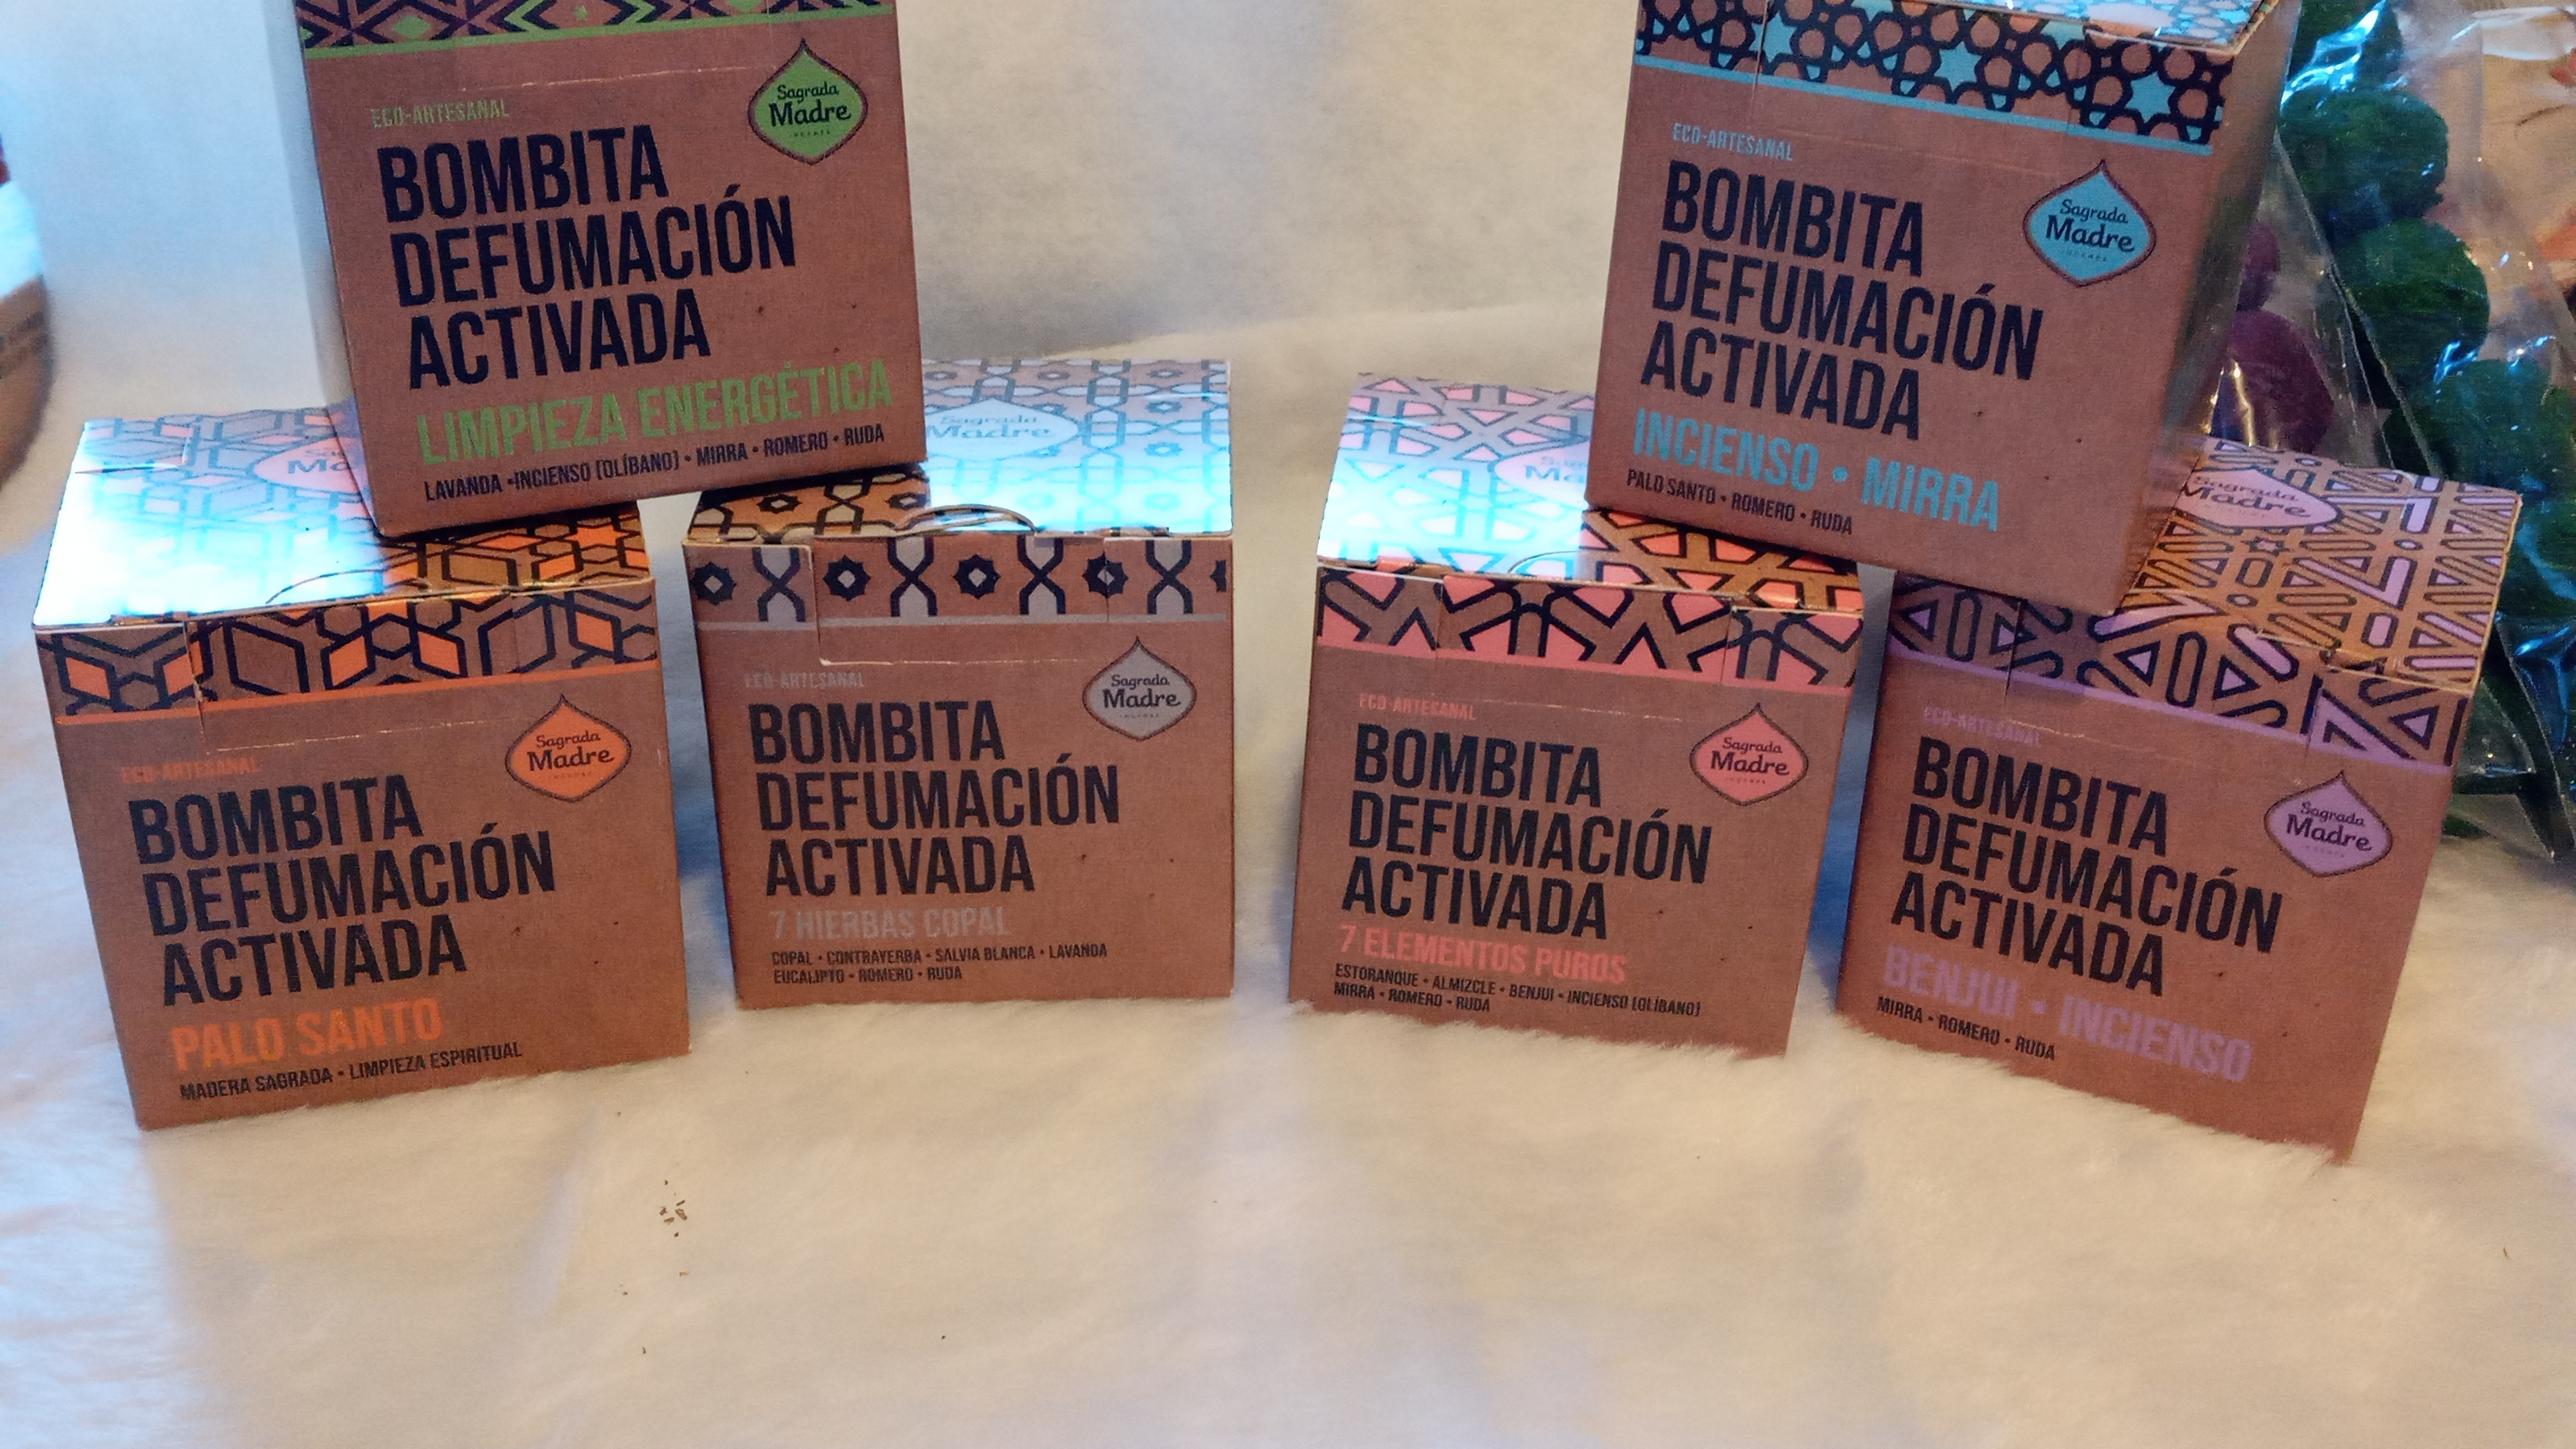 ECO-ARTESANAL
Sagrada
Madre
BOMBITA
DEFUMACIÓN
ACTIVADA
LIMPIEZA ENERGÉTICA
LAVANDA •INCIENSO (OLÍBANO) • MIRRA • ROMERO • RUDA
ECO-ARTESANAL
Sagrada
Madre
BOMBITA
DEFUMACIÓN
ACTIVADA
INCIENSO • MIRRA
PALO SANTO • ROMERO • RUDA
ECO-ARTESANAL
Sagrada
Madre
BOMBITA
DEFUMACIÓN
ACTIVADA
PALO SANTO
MADERA SAGRADA • LIMPIEZA ESPIRITUAL
Sagrada
Madre
ECO-ARTESANAL
Sagrada
Madre
BOMBITA
DEFUMACIÓN
ACTIVADA
7 HIERBAS COPAL
COPAL • CONTRAYERBA • SALVIA BLANCA • LAVANDA
EUCALIPTO • ROMERO • RUDA
ECO-ARTESANAL
Sagrada
Madre
BOMBITA
DEFUMACIÓN
ACTIVADA
7 ELEMENTOS PUROS
ESTORANQUE • ALMIZCLE • BENJUI • INCIENSO (OLÍBANO)
MIRRA • ROMERO • RUDA
Sagrada
Madre
ECO-ARTESANAL
Sagrada
Madre
BOMBITA
DEFUMACIÓN
ACTIVADA
BENJUI • INCIENSO
MIRRA • ROMERO • RUDA